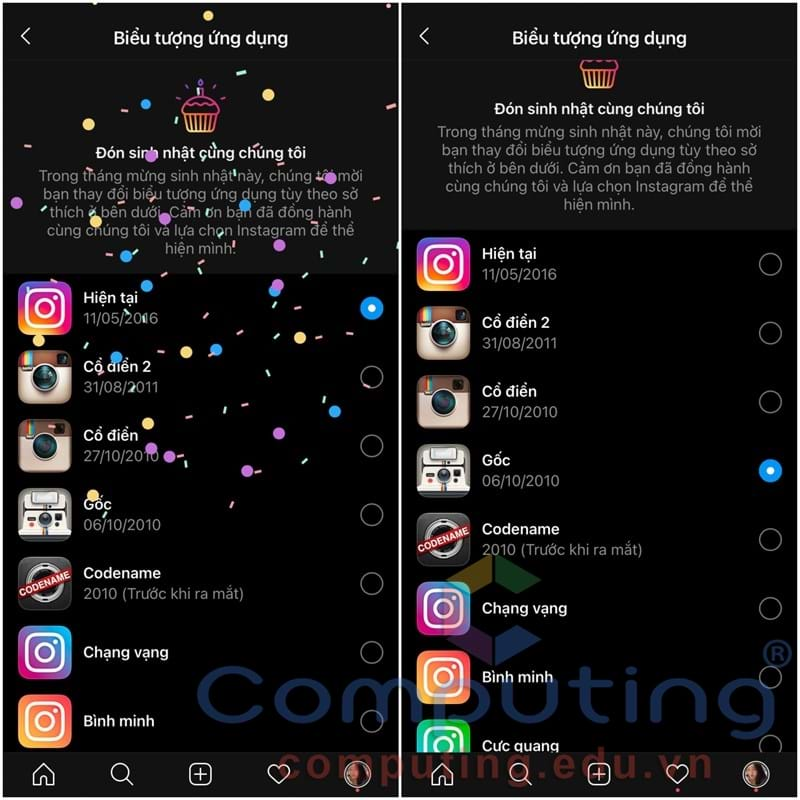 Biểu tượng ứng dụng
Đón sinh nhật cùng chúng tôi
Trong tháng mừng sinh nhật này, chúng tôi mời
bạn thay đổi biểu tượng ứng dụng tùy theo sở
thích ở bên dưới. Cảm ơn bạn đã đồng hành
cùng chúng tôi và lựa chọn Instagram để thể
hiện mình.
Hiện tại
11/05/2016
Cổ điển 2
31/08/2011
Cổ điển
27/10/2010
Gốc
06/10/2010
CODENAME
Codename
2010 (Trước khi ra mắt)
Chạng vạng
Bình minh
Biểu tượng ứng dụng
Đón sinh nhật cùng chúng tôi
Trong tháng mừng sinh nhật này, chúng tôi mời
bạn thay đổi biểu tượng ứng dụng tùy theo sở
thích ở bên dưới. Cảm ơn bạn đã đồng hành
cùng chúng tôi và lựa chọn Instagram để thể
hiện mình.
Hiện tại
11/05/2016
Cổ điển 2
31/08/2011
Cổ điển
27/10/2010
Gốc
06/10/2010
CODENAME
Codename
2010 (Trước khi ra mắt)
Chạng vạng
Bình minh
Cực quang
Computing®
computing.edu.vn